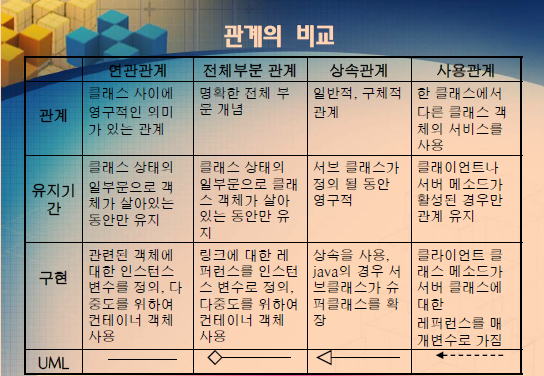 관계의 비교
연관관계
전체부분 관계
상속관계
사용관계
관계
클래스 사이에
영구적인 의미
가 있는 관계
명확한 전체 부
분 개념
일반적, 구체적
관계
한 클래스에서
다른 클래스 객
체의 서비스를
사용
유지기
간
클래스 상태의
일부문으로 객
체가 살아있는
동안만 유지
클래스 상태의
일부문으로 클래
스 객체가 살아
있는 동안만 유
지
서브 클래스가
정의 될 동안
영구적
클래이언트나
서버 메소드가
활성된 경우만
관계 유지
구현
관련된 객체에
대한 인스턴스
변수를 정의, 다
중도를 위하여
컨테이너 객체
사용
링크에 대한 레
퍼런스를 인스턴
스 변수로 정의,
다중도를 위하여
컨테이너 객체
사용
상속을 사용,
java의 경우 서
브클래스가 슈
퍼클래스를 확
장
클라이언트 클
래스 메소드가
서버 클래스에
대한
레퍼런스를 매
개변수로 가짐
UML